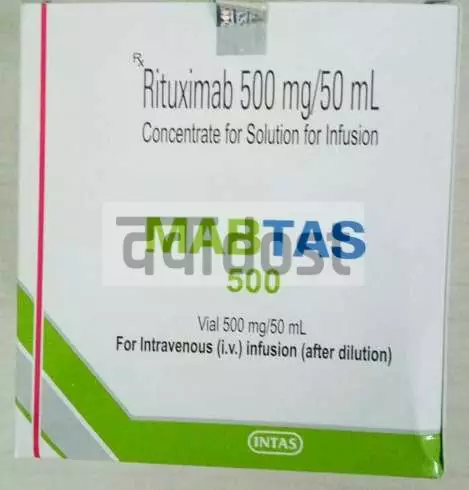 Rx
Rituximab 500 mg/50 mL
Concentrate for Solution for Infusion
MABTAS
500
Vial 500 mg/50 mL
For Intravenous (i.v.) infusion (after dilution)
INTAS